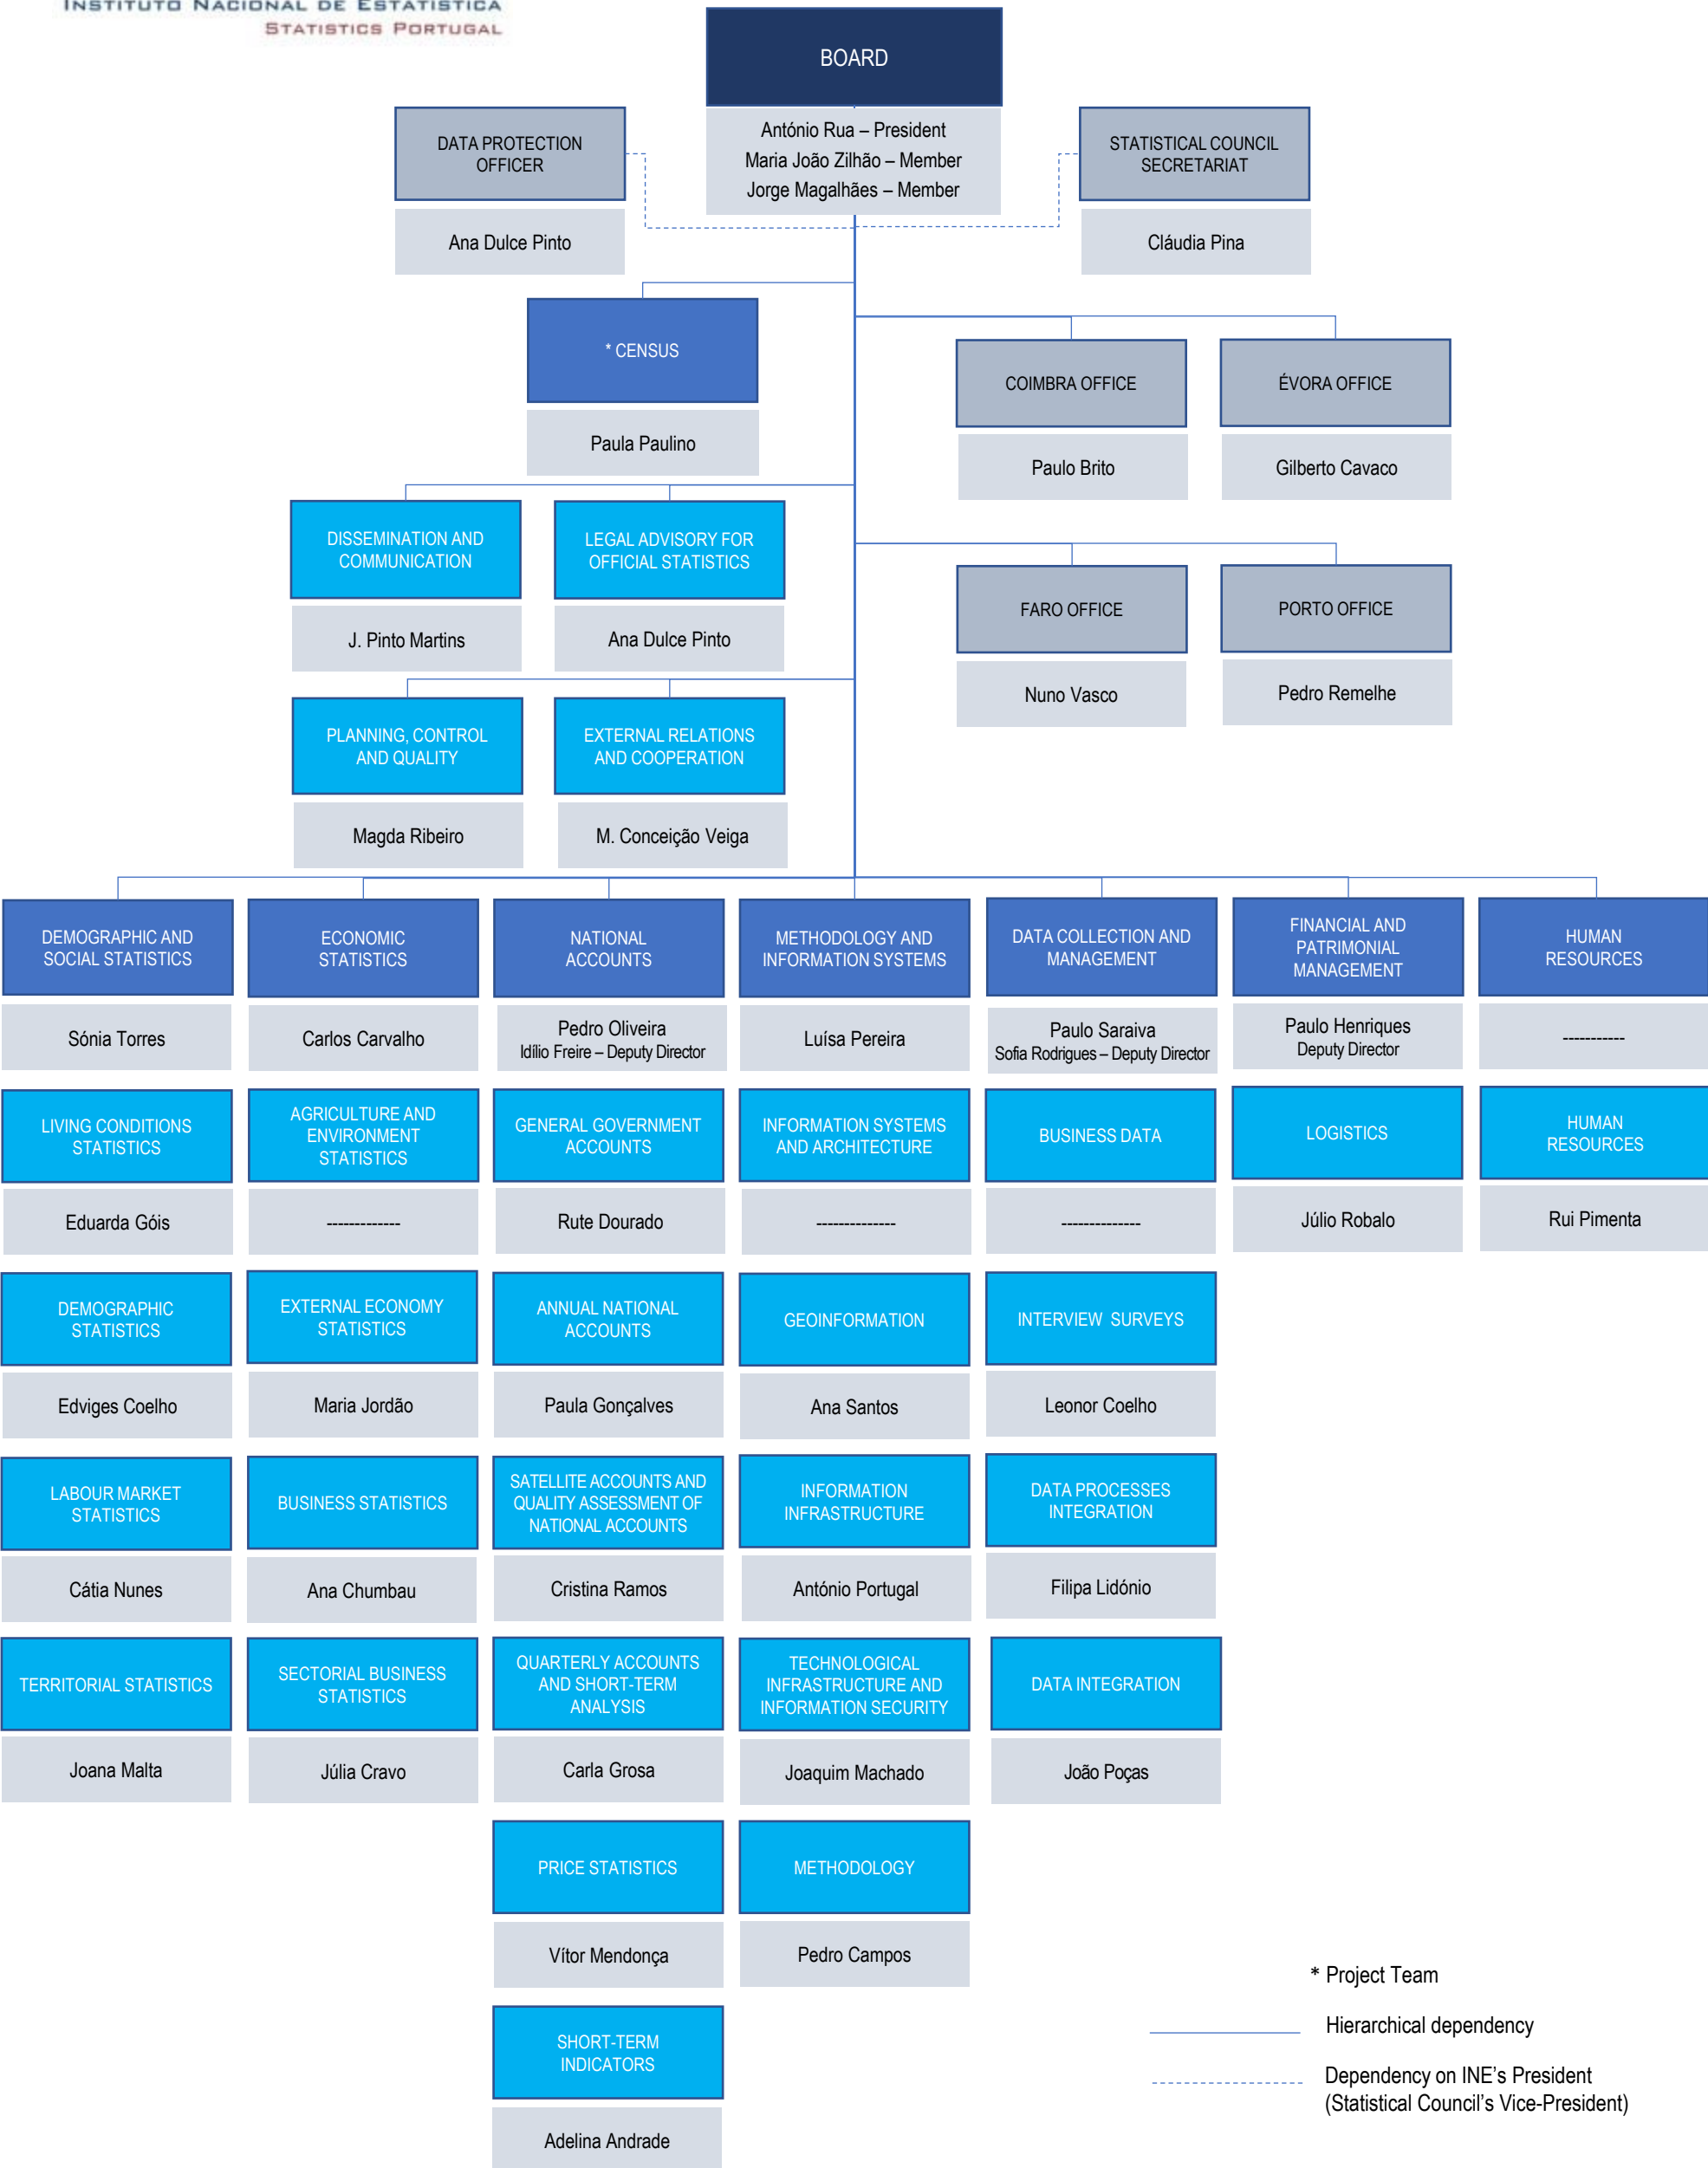 INSTITUTO NACIONAL DE ESTATÍSTICA
STATISTICS PORTUGAL
BOARD
António Rua – President
Maria João Zilhão – Member
Jorge Magalhães – Member
DATA PROTECTION
OFFICER
Ana Dulce Pinto
STATISTICAL COUNCIL
SECRETARIAT
Cláudia Pina
* CENSUS
Paula Paulino
COIMBRA OFFICE
Paulo Brito
ÉVORA OFFICE
Gilberto Cavaco
DISSEMINATION AND
COMMUNICATION
J. Pinto Martins
LEGAL ADVISORY FOR
OFFICIAL STATISTICS
Ana Dulce Pinto
FARO OFFICE
Nuno Vasco
PORTO OFFICE
Pedro Remelhe
PLANNING, CONTROL
AND QUALITY
Magda Ribeiro
EXTERNAL RELATIONS
AND COOPERATION
M. Conceição Veiga
DEMOGRAPHIC AND
SOCIAL STATISTICS
Sónia Torres
LIVING CONDITIONS
STATISTICS
Eduarda Góis
DEMOGRAPHIC
STATISTICS
Edviges Coelho
LABOUR MARKET
STATISTICS
Cátia Nunes
TERRITORIAL STATISTICS
Joana Malta
ECONOMIC
STATISTICS
Carlos Carvalho
AGRICULTURE AND
ENVIRONMENT
STATISTICS
-------------
EXTERNAL ECONOMY
STATISTICS
Maria Jordão
BUSINESS STATISTICS
Ana Chumbau
SECTORIAL BUSINESS
STATISTICS
Júlia Cravo
NATIONAL
ACCOUNTS
Pedro Oliveira
Idílio Freire – Deputy Director
GENERAL GOVERNMENT
ACCOUNTS
Rute Dourado
ANNUAL NATIONAL
ACCOUNTS
Paula Gonçalves
SATELLITE ACCOUNTS AND
QUALITY ASSESSMENT OF
NATIONAL ACCOUNTS
Cristina Ramos
QUARTERLY ACCOUNTS
AND SHORT-TERM
ANALYSIS
Carla Grosa
PRICE STATISTICS
Vítor Mendonça
SHORT-TERM
INDICATORS
Adelina Andrade
METHODOLOGY AND
INFORMATION SYSTEMS
Luísa Pereira
INFORMATION SYSTEMS
AND ARCHITECTURE
--------------
GEOINFORMATION
Ana Santos
INFORMATION
INFRASTRUCTURE
António Portugal
TECHNOLOGICAL
INFRASTRUCTURE AND
INFORMATION SECURITY
Joaquim Machado
METHODOLOGY
Pedro Campos
DATA COLLECTION AND
MANAGEMENT
Paulo Saraiva
Sofia Rodrigues – Deputy Director
BUSINESS DATA
--------------
INTERVIEW SURVEYS
Leonor Coelho
DATA PROCESSES
INTEGRATION
Filipa Lidónio
DATA INTEGRATION
João Poças
FINANCIAL AND
PATRIMONIAL
MANAGEMENT
Paulo Henriques
Deputy Director
LOGISTICS
Júlio Robalo
HUMAN
RESOURCES
-----------
HUMAN
RESOURCES
Rui Pimenta
* Project Team
Hierarchical dependency
Dependency on INE's President
(Statistical Council's Vice-President)